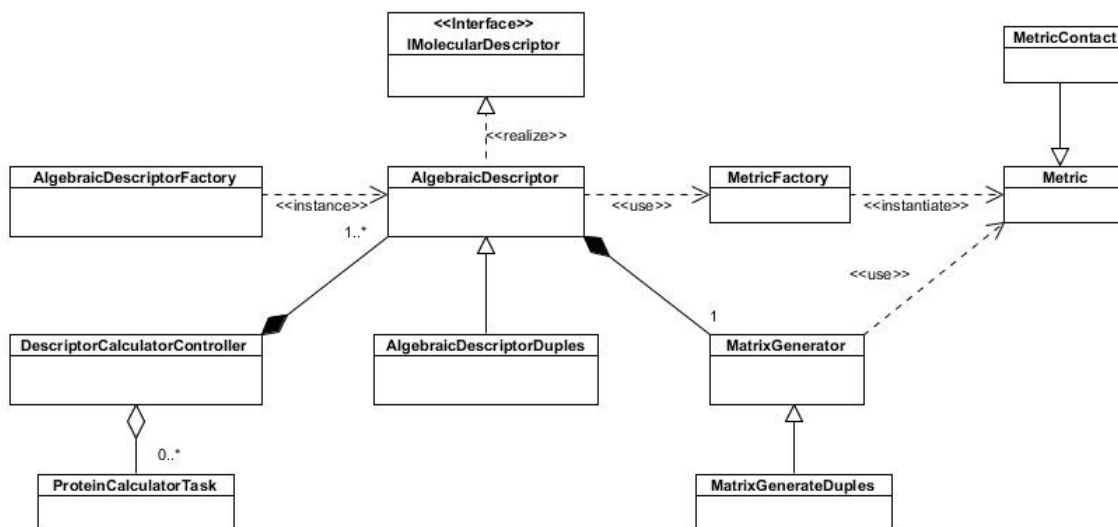 <<Interface>>
IMolecularDescriptor
MetricContact
<<realize>>
AlgebraicDescriptorFactory
AlgebraicDescriptor
MetricFactory
Metric
<<instance>>
<<use>>
<<instantiate>>
1..*
<<use>>
1
DescriptorCalculatorController
AlgebraicDescriptorDuples
MatrixGenerator
0..*
ProteinCalculatorTask
MatrixGenerateDuples